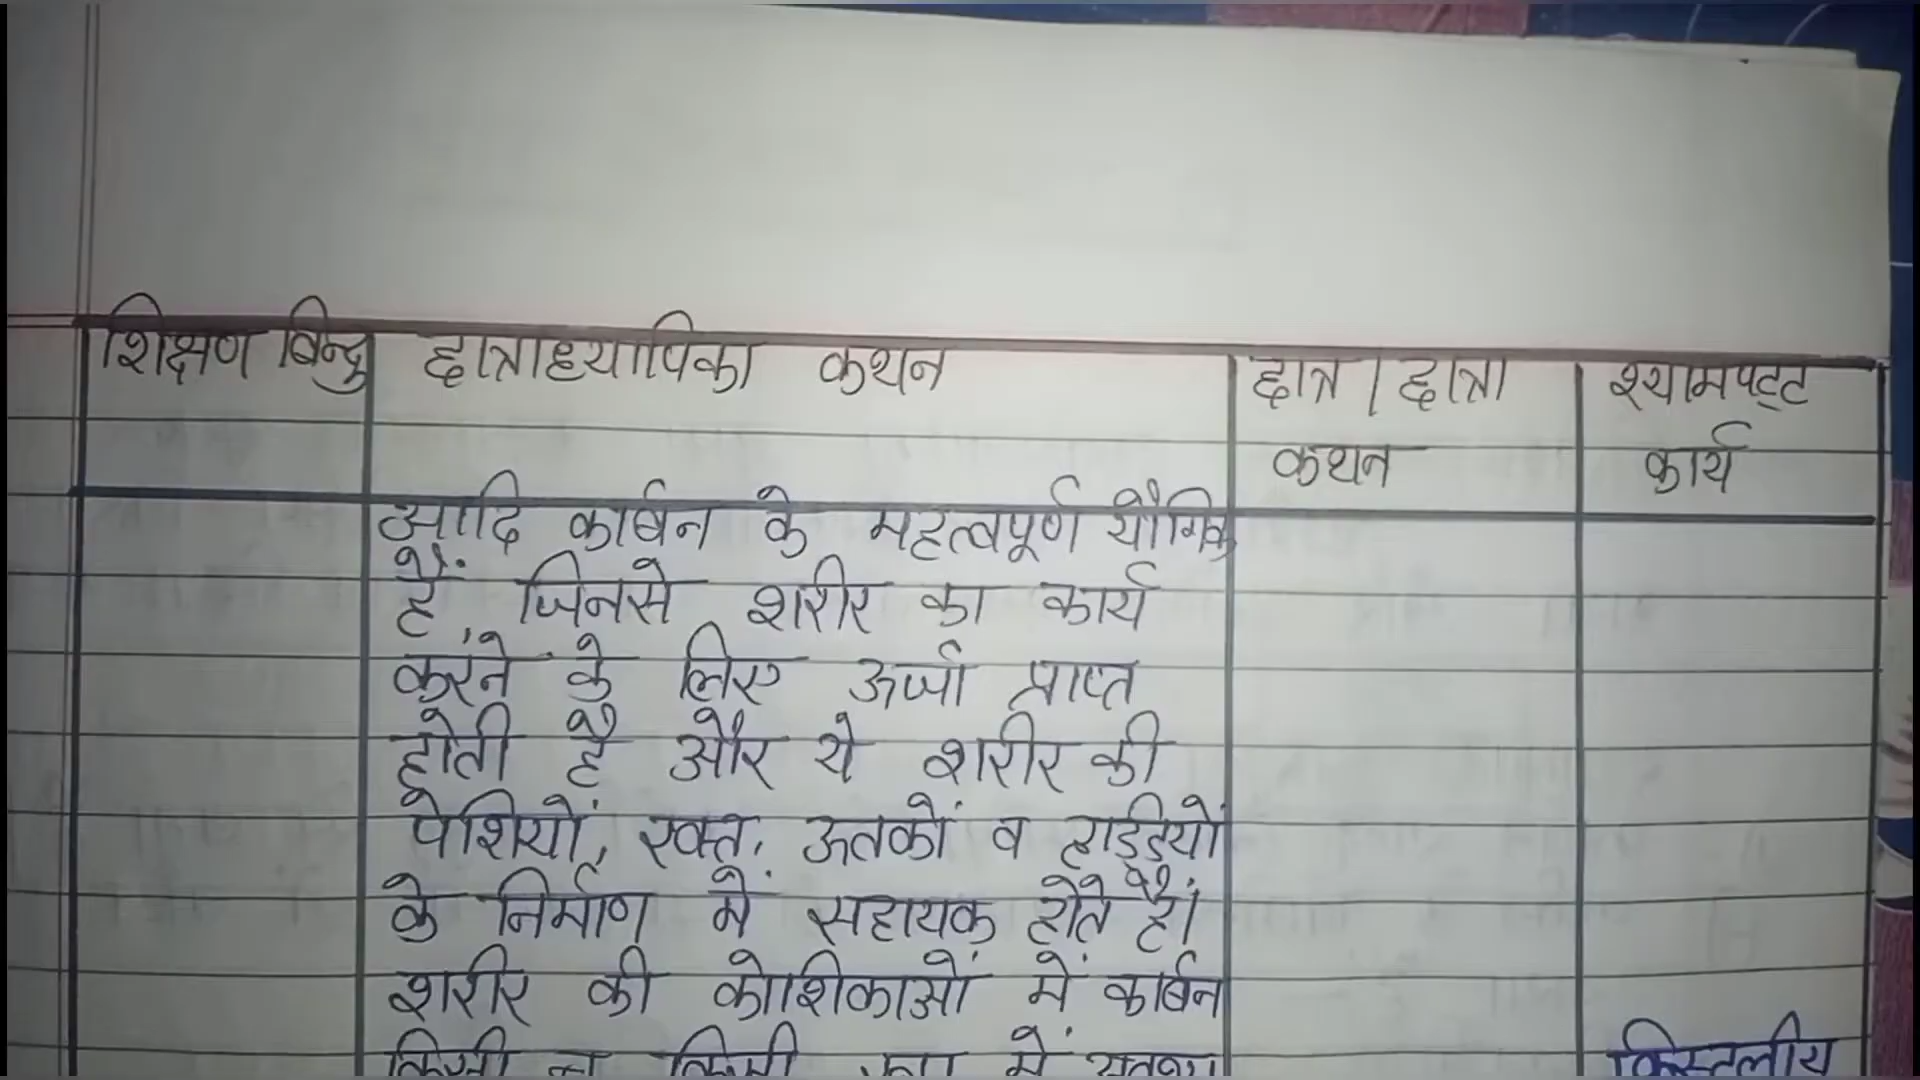 शिक्षण बिन्दु छात्राध्यापिका कथन छात्र / छात्रा श्यामपट्ट
कथन कार्य
आदि कार्बन के महत्वपूर्ण यौगिक
हैं, जिनसे शरीर का कार्य
करने के लिए ऊर्जा प्राप्त
होती है और ये शरीर की
पेशियों, रक्त, ऊतकों व हड्डियों
के निर्माण में सहायक होते हैं।
शरीर की कोशिकाओं में कार्बन
किसी न किसी रूप में क्रिस्टलीय